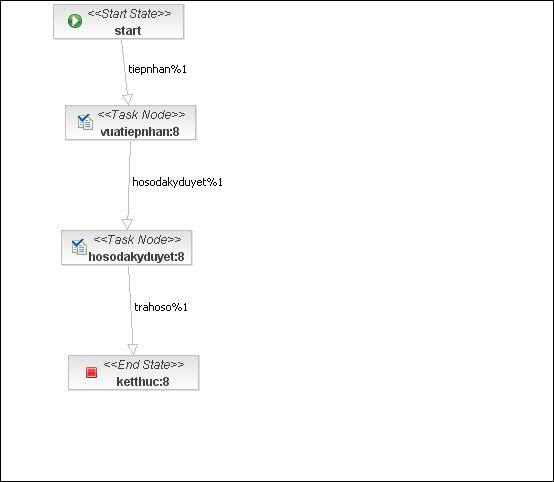 <<Start State>>
start
tiepnhan%1
<<Task Node>>
vuatiepnhan:8
hosodakyduyet%1
<<Task Node>>
hosodakyduyet:8
trahoso%1
<<End State>>
ketthuc:8